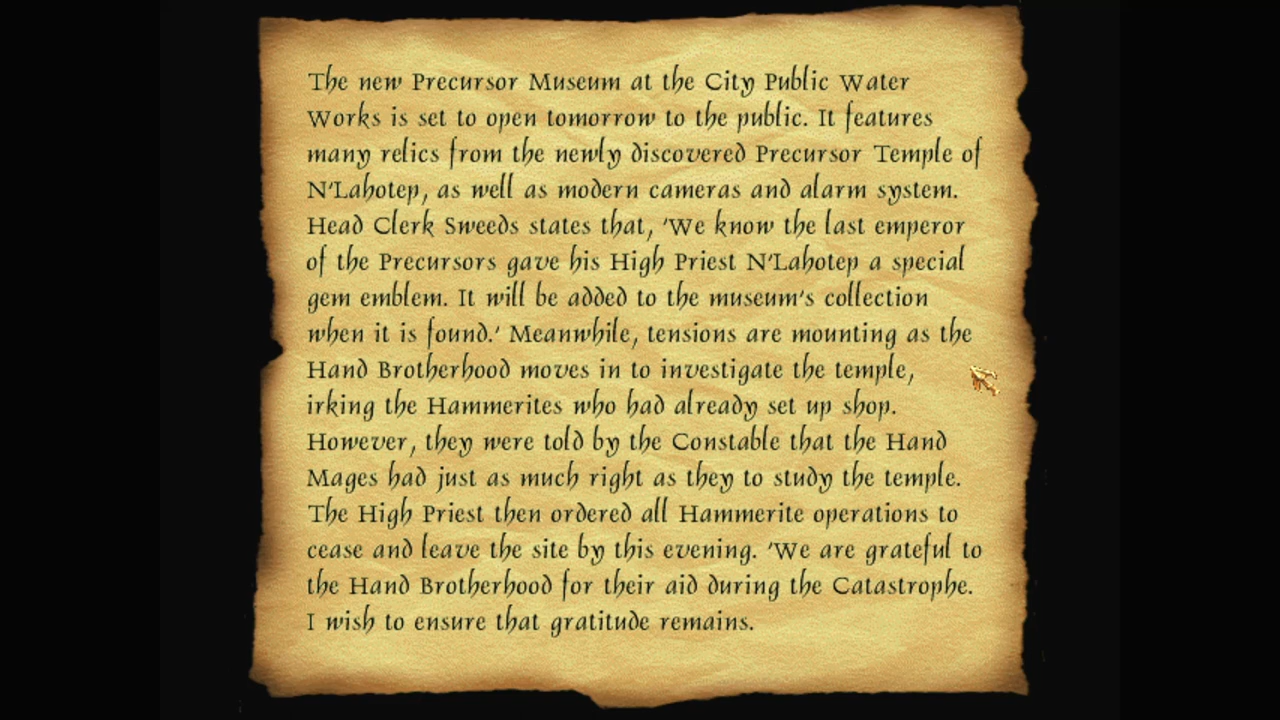 The new Precursor Museum at the City Public Water
Works is set to open tomorrow to the public. It features
many relics from the newly discovered Precursor Temple of
N'Lahotep, as well as modern cameras and alarm system.
Head Clerk Sweeds states that, 'We know the last emperor
of the Precursors gave his High Priest N'Lahotep a special
gem emblem. It will be added to the museum's collection
when it is found.' Meanwhile, tensions are mounting as the
Hand Brotherhood moves in to investigate the temple,
irking the Hammerites who had already set up shop.
However, they were told by the Constable that the Hand
Mages had just as much right as they to study the temple.
The High Priest then ordered all Hammerite operations to
cease and leave the site by this evening. 'We are grateful to
the Hand Brotherhood for their aid during the Catastrophe.
I wish to ensure that gratitude remains.